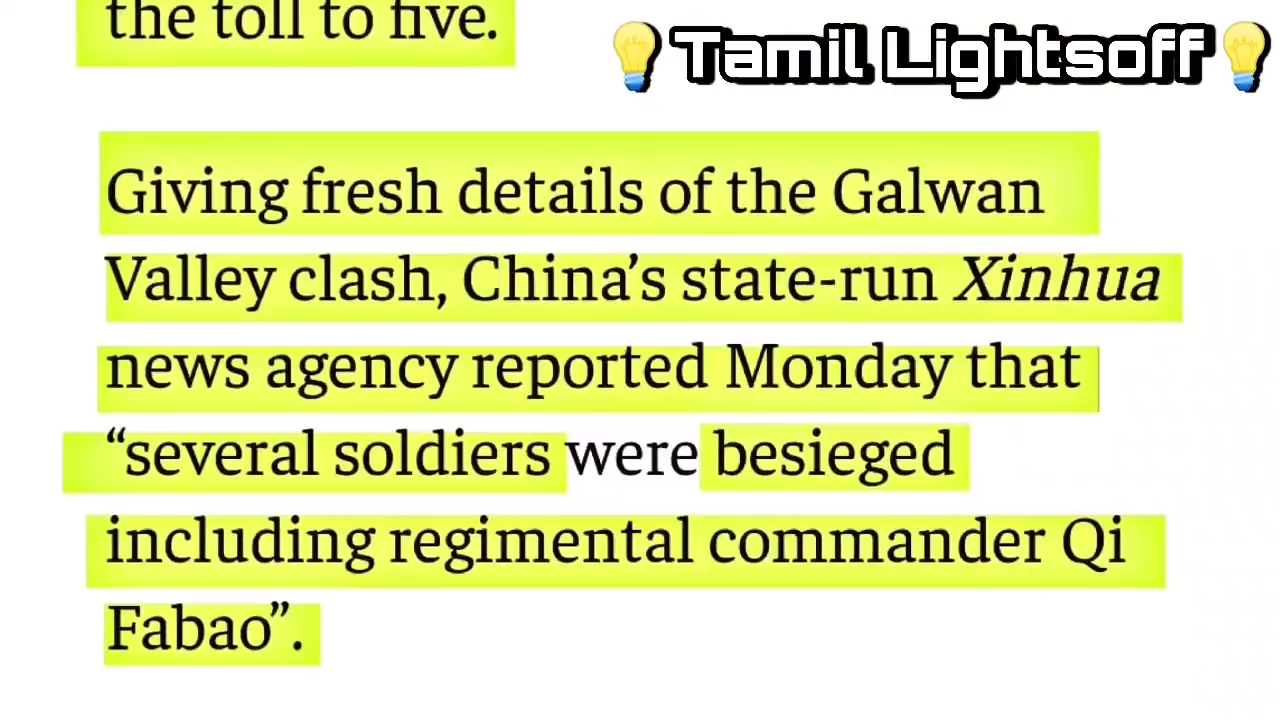 the toll to five.
💡Tamil Lightsoff💡
Giving fresh details of the Galwan
Valley clash, China’s state-run Xinhua
news agency reported Monday that
“several soldiers were besieged
including regimental commander Qi
Fabao”.